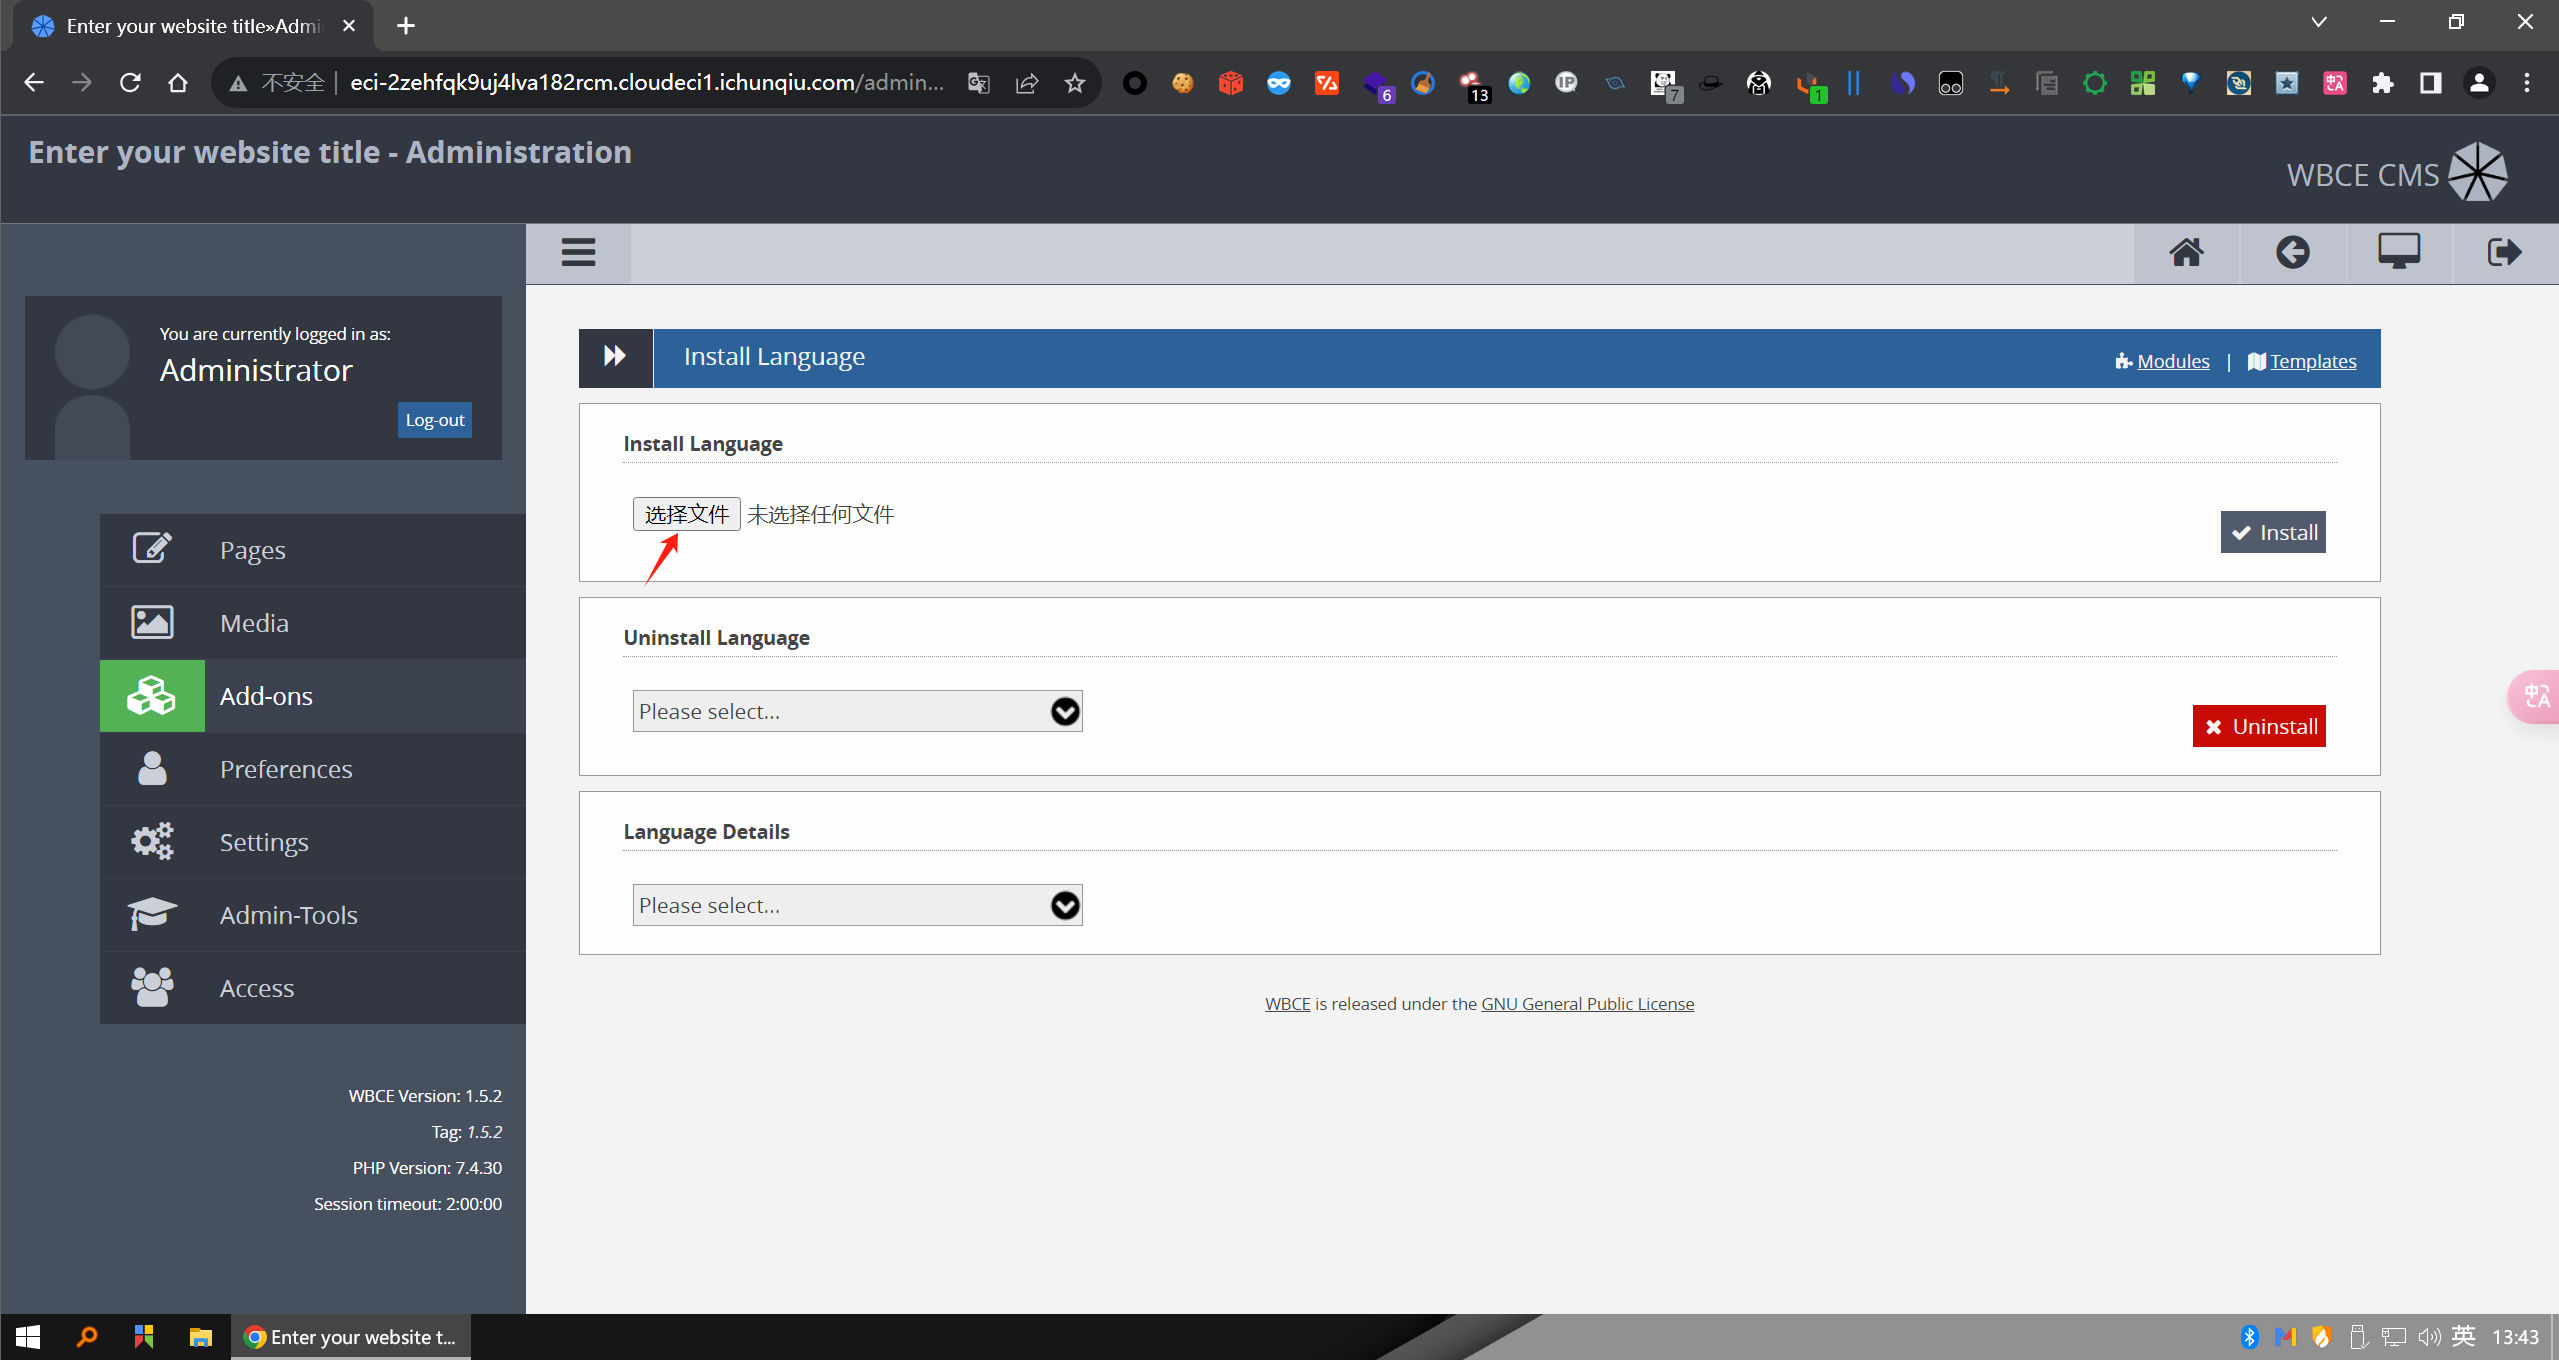 Enter your website title»Admi
不安全
eci-2zehfqk9uj4lva182rcm.cloudeci1.ichunqiu.com/admin...
6
13
IP
7
1
Enter your website title - Administration
WBCE CMS
You are currently logged in as:
Administrator
Log-out
Pages
Media
Add-ons
Preferences
Settings
Admin-Tools
Access
WBCE Version: 1.5.2
Tag: 1.5.2
PHP Version: 7.4.30
Session timeout: 2:00:00
Install Language
Modules | Templates
Install Language
选择文件 未选择任何文件
Install
Uninstall Language
Please select...
Uninstall
Language Details
Please select...
WBCE is released under the GNU General Public License
Enter your website t...
英
13:43